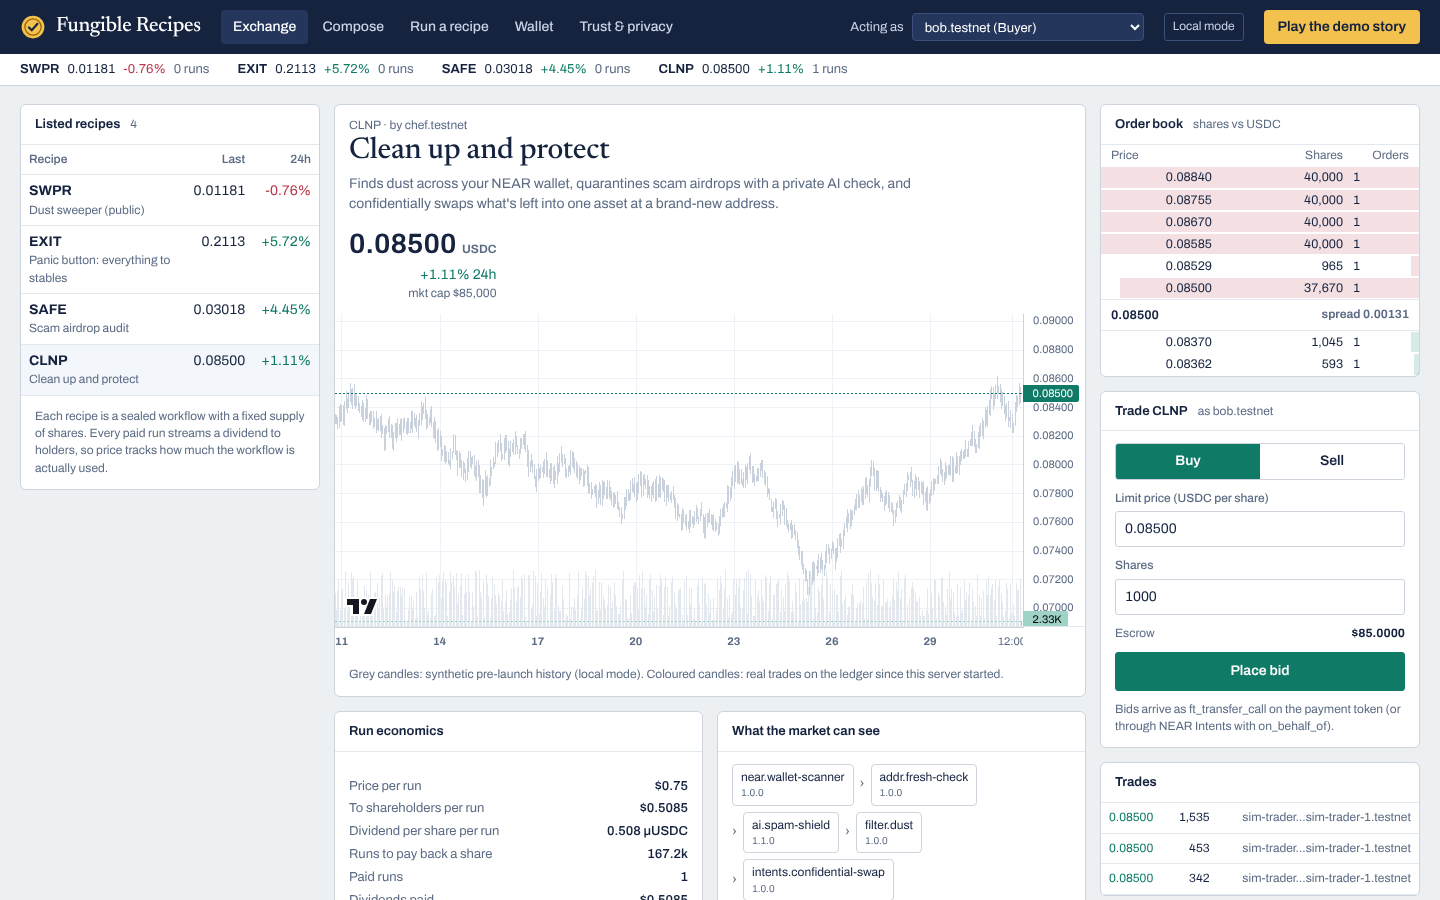 Fungible Recipes Exchange Compose Run a recipe Wallet Trust & privacy Acting as bob.testnet (Buyer) Local mode Play the demo story
SWPR 0.01181 -0.76% 0 runs EXIT 0.2113 +5.72% 0 runs SAFE 0.03018 +4.45% 0 runs CLNP 0.08500 +1.11% 1 runs
Listed recipes 4
Recipe Last 24h
SWPR 0.01181 -0.76%
Dust sweeper (public)
EXIT 0.2113 +5.72%
Panic button: everything to
stables
SAFE 0.03018 +4.45%
Scam airdrop audit
CLNP 0.08500 +1.11%
Clean up and protect
Each recipe is a sealed workflow with a fixed supply
of shares. Every paid run streams a dividend to
holders, so price tracks how much the workflow is
actually used.
CLNP · by chef.testnet
Clean up and protect
Finds dust across your NEAR wallet, quarantines scam airdrops with a private AI check, and
confidentially swaps what's left into one asset at a brand-new address.
0.08500 USDC
+1.11% 24h
mkt cap $85,000
0.09000
0.08800
0.08600
0.08500
0.08400
0.08200
0.08000
0.07800
0.07600
0.07400
0.07200
0.07000
2.33K
11 14 17 20 23 26 29 12:00
Grey candles: synthetic pre-launch history (local mode). Coloured candles: real trades on the ledger since this server started.
Run economics
Price per run $0.75
To shareholders per run $0.5085
Dividend per share per run 0.508 µUSDC
Runs to pay back a share 167.2k
Paid runs 1
Dividends paid $0.5085
What the market can see
near.wallet-scanner › addr.fresh-check
1.0.0 1.0.0
› ai.spam-shield › filter.dust
1.1.0 1.0.0
› intents.confidential-swap
1.0.0
Order book shares vs USDC
Price Shares Orders
0.08840 40,000 1
0.08755 40,000 1
0.08670 40,000 1
0.08585 40,000 1
0.08529 965 1
0.08500 37,670 1
0.08500 spread 0.00131
0.08370 1,045 1
0.08362 593 1
Trade CLNP as bob.testnet
Buy Sell
Limit price (USDC per share)
0.08500
Shares
1000
Escrow $85.0000
Place bid
Bids arrive as ft_transfer_call on the payment token (or
through NEAR Intents with on_behalf_of).
Trades
0.08500 1,535 sim-trader…sim-trader-1.testnet
0.08500 453 sim-trader…sim-trader-1.testnet
0.08500 342 sim-trader…sim-trader-1.testnet